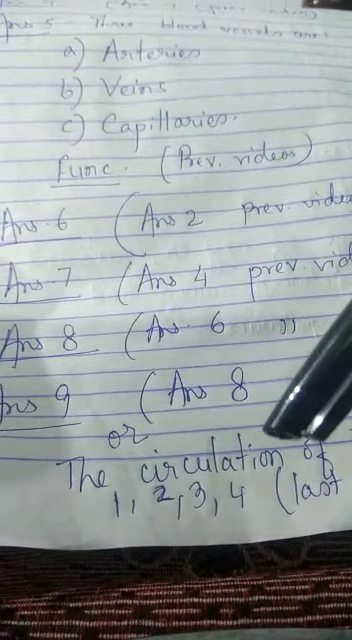 Ans 5 Three blood vessels are
a) Arteries
b) Veins
c) Capillaries.
Func. (Prev. videos)
Ans 6 (Ans 2 prev. video
Ans 7 (Ans 4 prev. vid
Ans 8 (Ans. 6 "
Ans 9 (Ans 8
or
The circulation of
1, 2, 3, 4 (last